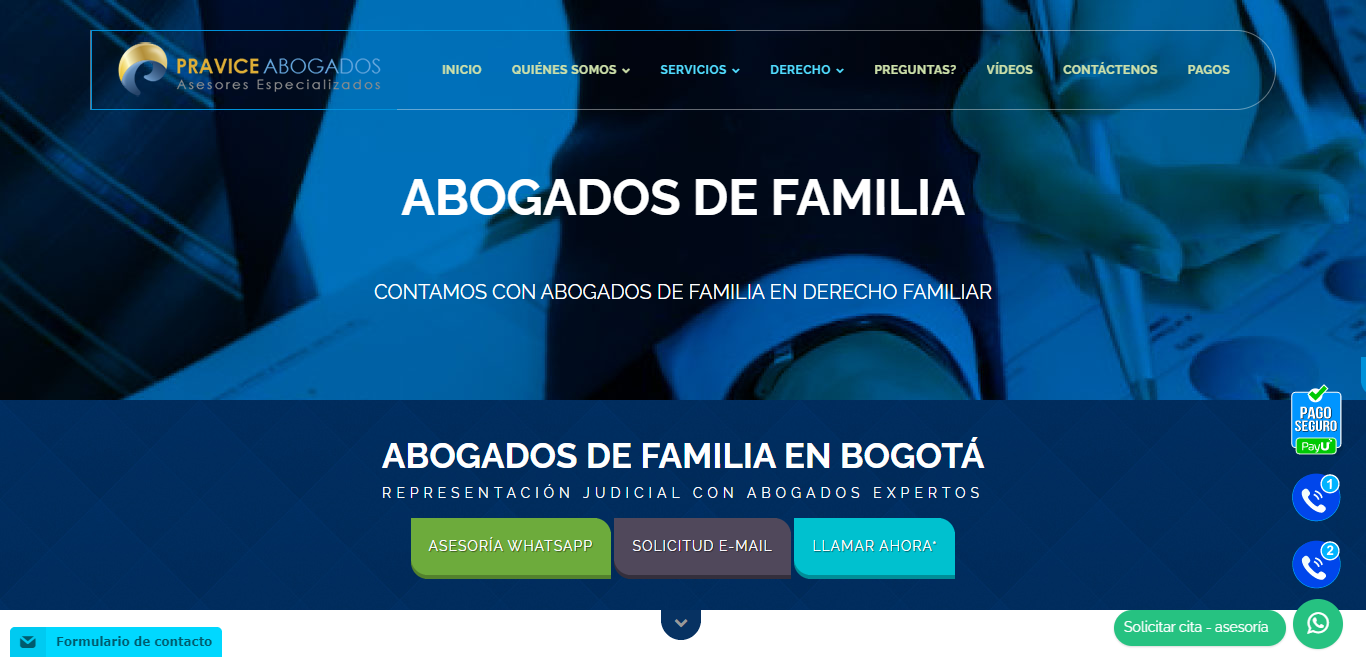 PRAVICE ABOGADOS
Asesores Especializados
INICIO
QUIÉNES SOMOS
SERVICIOS
DERECHO
PREGUNTAS?
VÍDEOS
CONTÁCTENOS
PAGOS
ABOGADOS DE FAMILIA
CONTAMOS CON ABOGADOS DE FAMILIA EN DERECHO FAMILIAR
PAGO
SEGURO
PayU
ABOGADOS DE FAMILIA EN BOGOTÁ
REPRESENTACIÓN JUDICIAL CON ABOGADOS EXPERTOS
1
ASESORÍA WHATSAPP
SOLICITUD E-MAIL
LLAMAR AHORA*
2
Solicitar cita - asesoría
Formulario de contacto